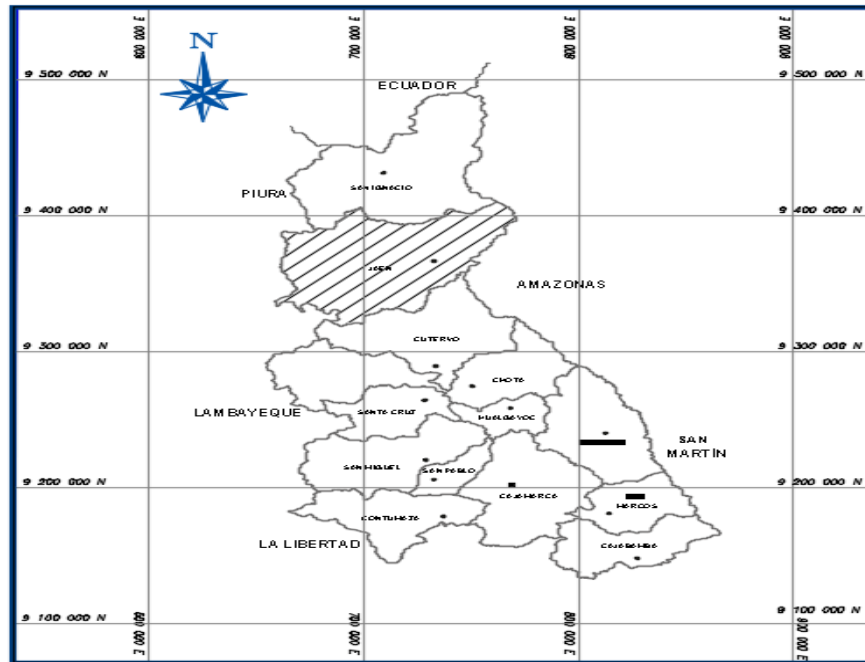 600 000 E
700 000 E
800 000 E
900 000 E
N
9 500 000 N
9 500 000 N
ECUADOR
SAN IGNACIO
PIURA
9 400 000 N
9 400 000 N
JAEN
AMAZONAS
CUTERVO
9 300 000 N
9 300 000 N
CHOTA
LAMBAYEQUE
SANTA CRUZ
HUALGAYOC
SAN
MARTÍN
SAN MIGUEL
SAN PABLO
9 200 000 N
9 200 000 N
CAJAMARCA
MARCOS
CONTUMAZA
LA LIBERTAD
CAJABAMBA
9 100 000 N
9 100 000 N